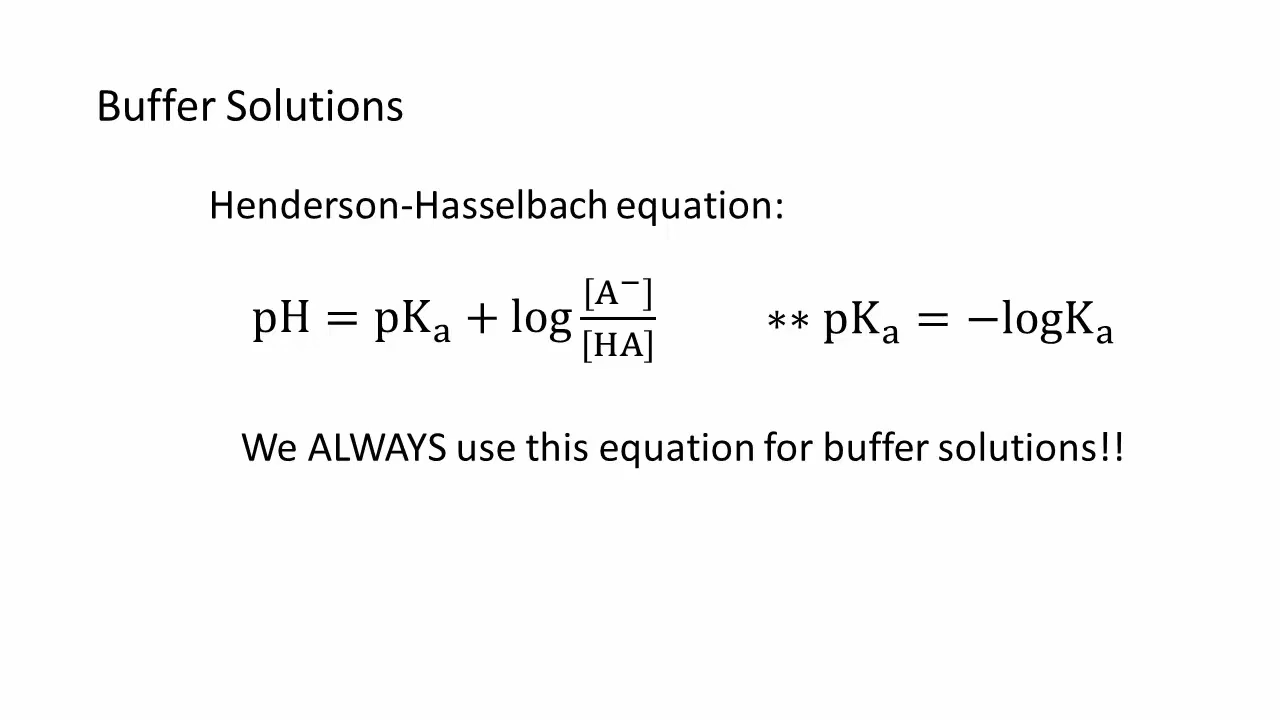 Buffer Solutions
Henderson-Hasselbach equation:
pH = pKₐ + log [A⁻]/[HA] ** pKₐ = −logKₐ
We ALWAYS use this equation for buffer solutions!!